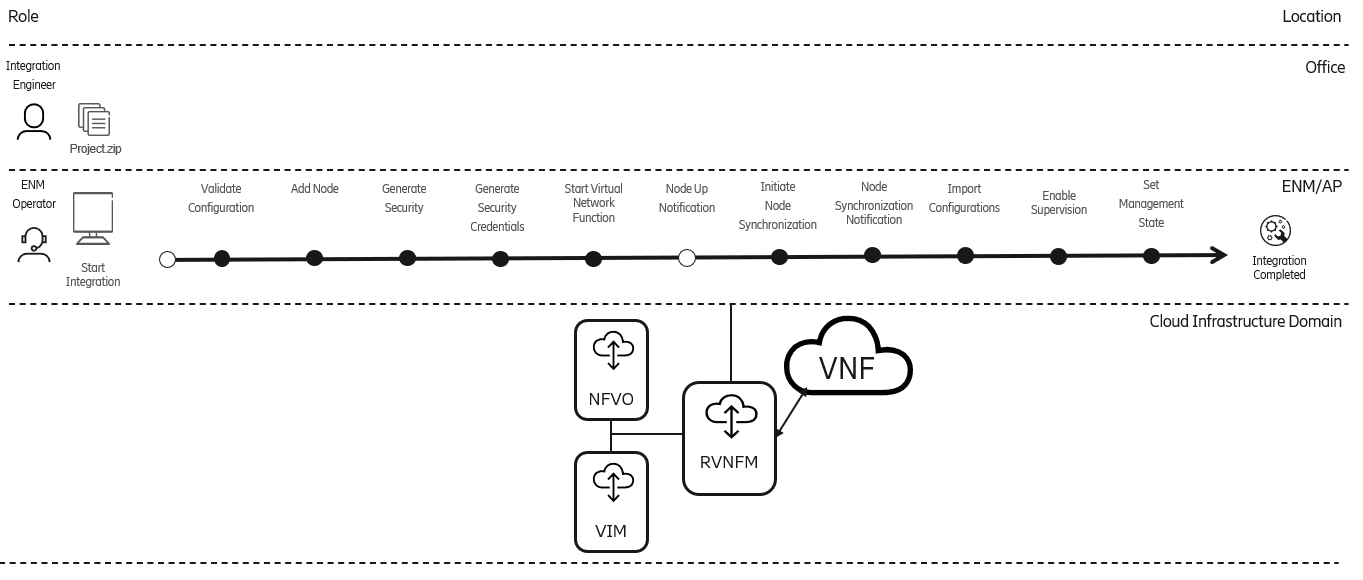 Role
Location
Integration
Engineer
Office
Project.zip
ENM
Operator
Start
Integration
Validate
Configuration
Add Node
Generate
Security
Generate
Security
Credentials
Start Virtual
Network
Function
Node Up
Notification
Initiate
Node
Synchronization
Node
Synchronization
Notification
Import
Configurations
Enable
Supervision
Set
Management
State
ENM/AP
Integration
Completed
Cloud Infrastructure Domain
NFVO
VNF
RVNFM
VIM